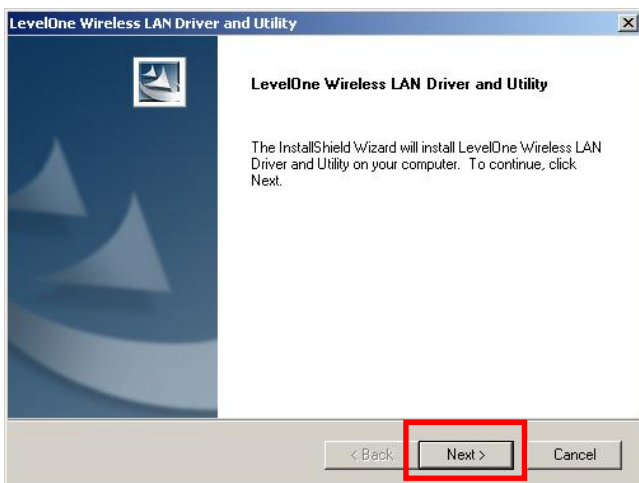 LevelOne Wireless LAN Driver and Utility
LevelOne Wireless LAN Driver and Utility
The InstallShield Wizard will install LevelOne Wireless LAN
Driver and Utility on your computer. To continue, click
Next.
< Back Next > Cancel